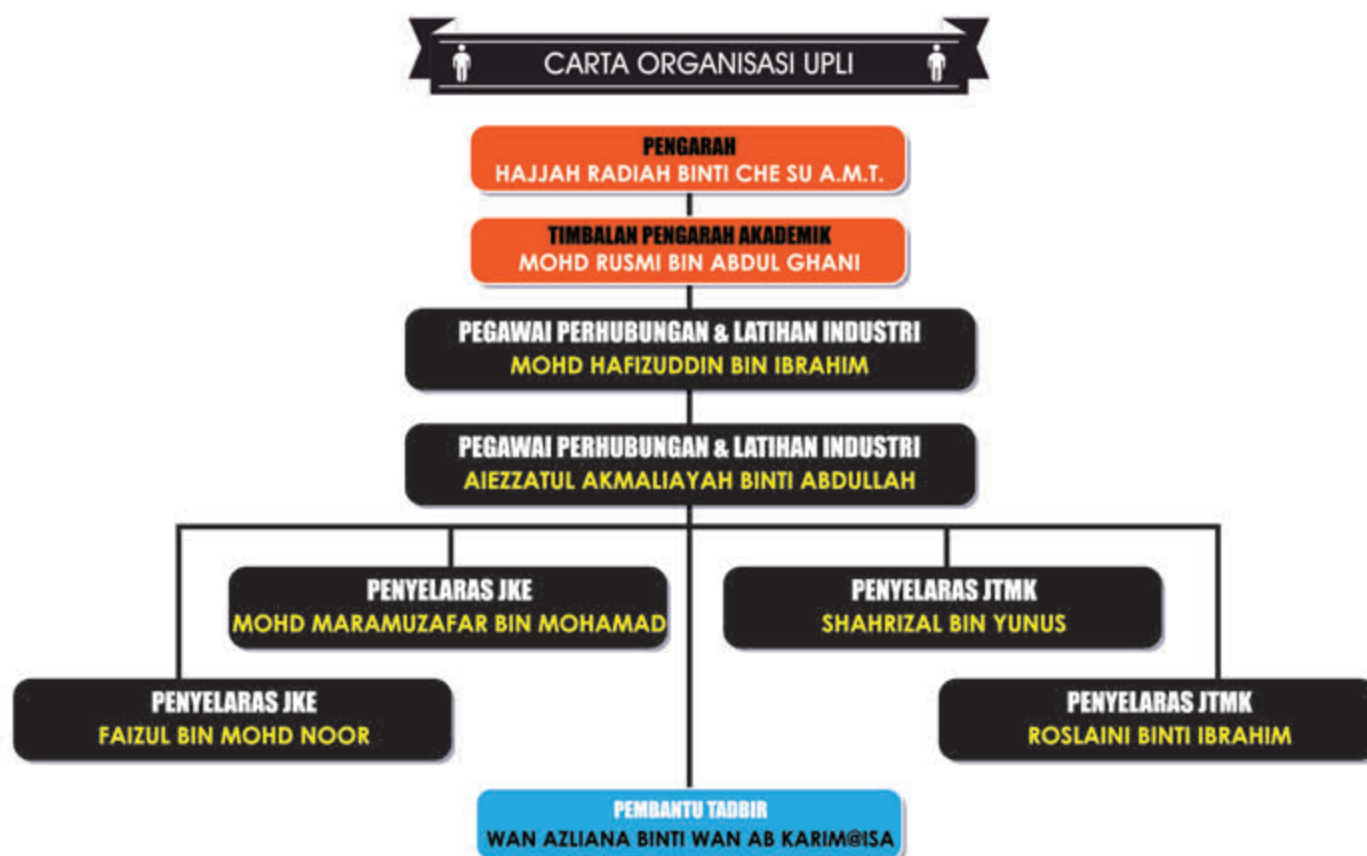 CARTA ORGANISASI UPLI
PENGARAH
HAJJAH RADIAH BINTI CHE SU A.M.T.
TIMBALAN PENGARAH AKADEMIK
MOHD RUSMI BIN ABDUL GHANI
PEGAWAI PERHUBUNGAN & LATIHAN INDUSTRI
MOHD HAFIZUDDIN BIN IBRAHIM
PEGAWAI PERHUBUNGAN & LATIHAN INDUSTRI
AIEZZATUL AKMALIAYAH BINTI ABDULLAH
PENYELARAS JKE
MOHD MARAMUZAFAR BIN MOHAMAD
PENYELARAS JTMK
SHAHRIZAL BIN YUNUS
PENYELARAS JKE
FAIZUL BIN MOHD NOOR
PENYELARAS JTMK
ROSLAINI BINTI IBRAHIM
PEMBANTU TADBIR
WAN AZLIANA BINTI WAN AB KARIM@ISA